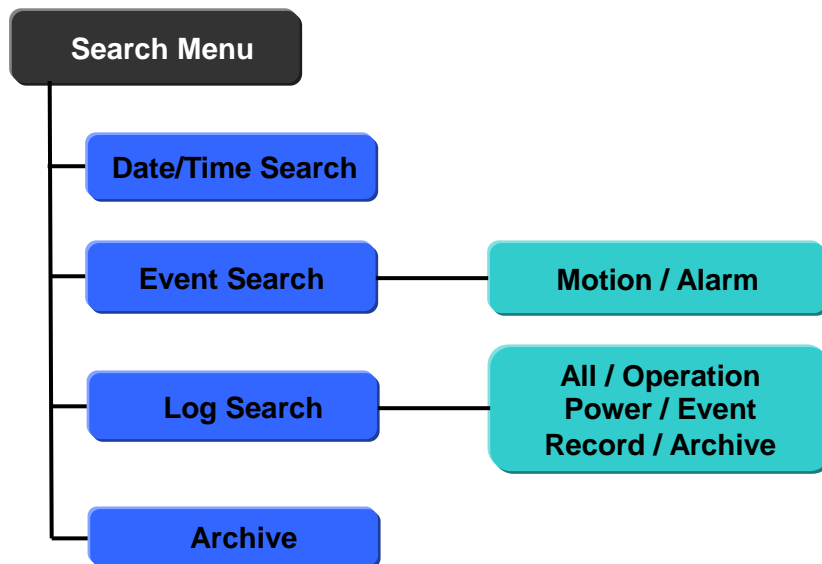 Search Menu
Date/Time Search
Event Search
Motion / Alarm
Log Search
All / Operation
Power / Event
Record / Archive
Archive